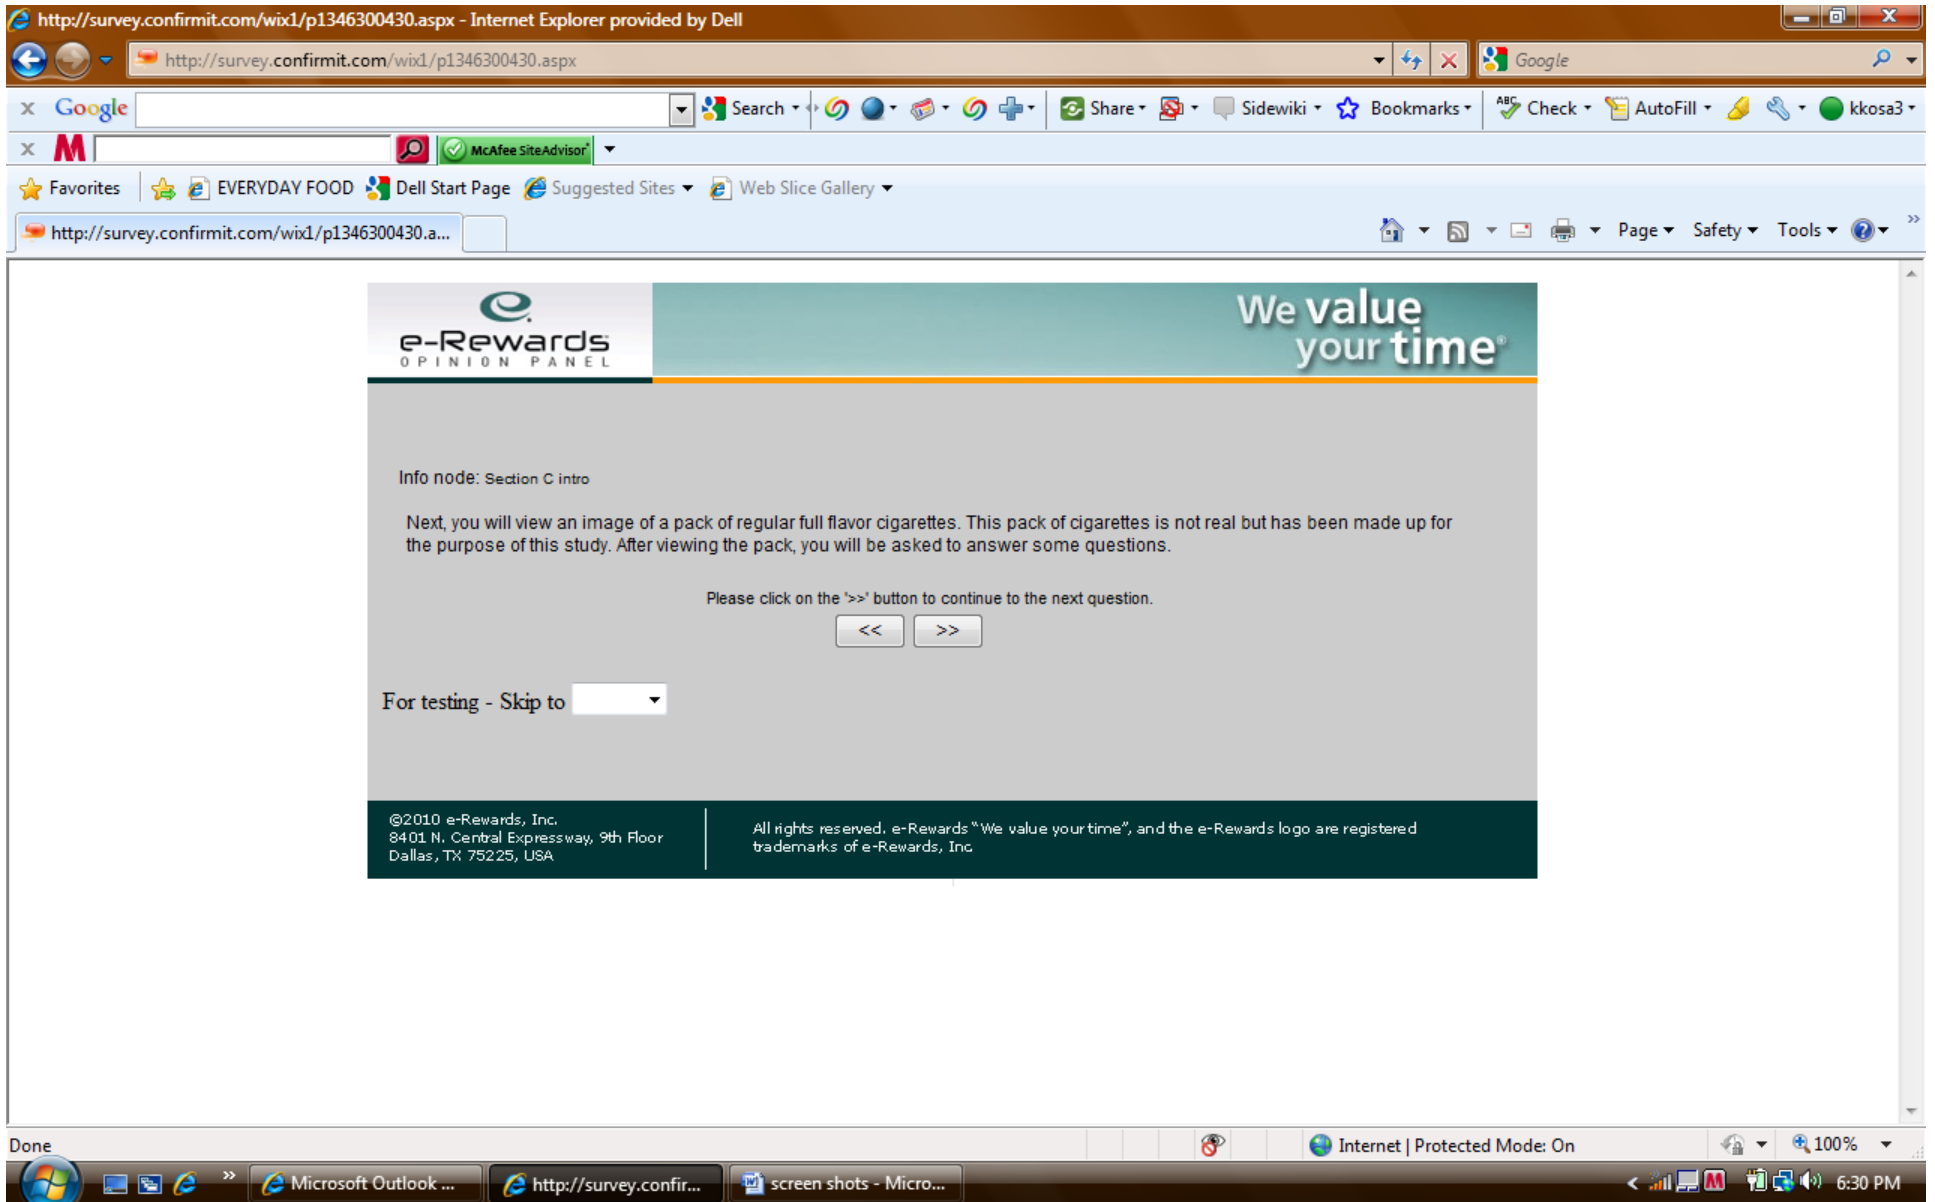 http://survey.confirmit.com/wix1/p1346300430.aspx - Internet Explorer provided by Dell
http://survey.confirmit.com/wix1/p1346300430.aspx
Google
x Google
Search
Share
Sidewiki
Bookmarks
Check
AutoFill
kkosa3
x M
McAfee SiteAdvisor
Favorites
EVERYDAY FOOD
Dell Start Page
Suggested Sites
Web Slice Gallery
http://survey.confirmit.com/wix1/p1346300430.a...
Page
Safety
Tools
e-Rewards
OPINION PANEL
We value
your time®
Info node: Section C intro
Next, you will view an image of a pack of regular full flavor cigarettes. This pack of cigarettes is not real but has been made up for
the purpose of this study. After viewing the pack, you will be asked to answer some questions.
Please click on the '>>' button to continue to the next question.
<< >>
For testing - Skip to
©2010 e-Rewards, Inc.
8401 N. Central Expressway, 9th Floor
Dallas, TX 75225, USA
All rights reserved. e-Rewards “We value your time”, and the e-Rewards logo are registered
trademarks of e-Rewards, Inc.
Done
Internet | Protected Mode: On
100%
Microsoft Outlook ...
http://survey.confir...
screen shots - Micro...
6:30 PM